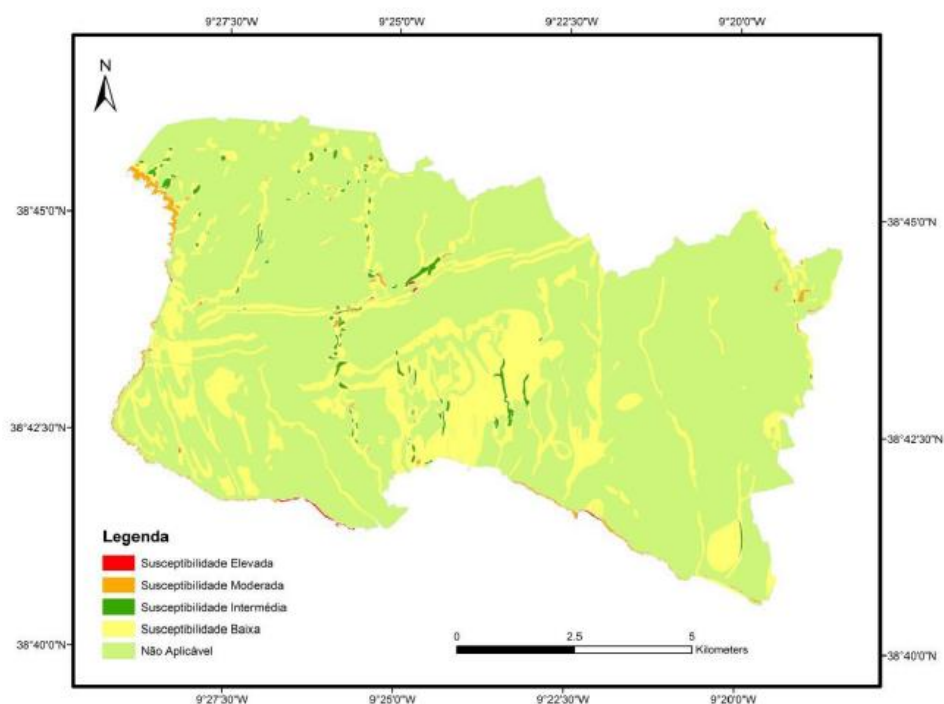 9°27'30"W 9°25'0"W 9°22'30"W 9°20'0"W
N
38°45'0"N 38°45'0"N
38°42'30"N 38°42'30"N
Legenda
Susceptibilidade Elevada
Susceptibilidade Moderada
Susceptibilidade Intermédia
Susceptibilidade Baixa
Não Aplicável
0 2.5 5
Kilometers
38°40'0"N 38°40'0"N
9°27'30"W 9°25'0"W 9°22'30"W 9°20'0"W